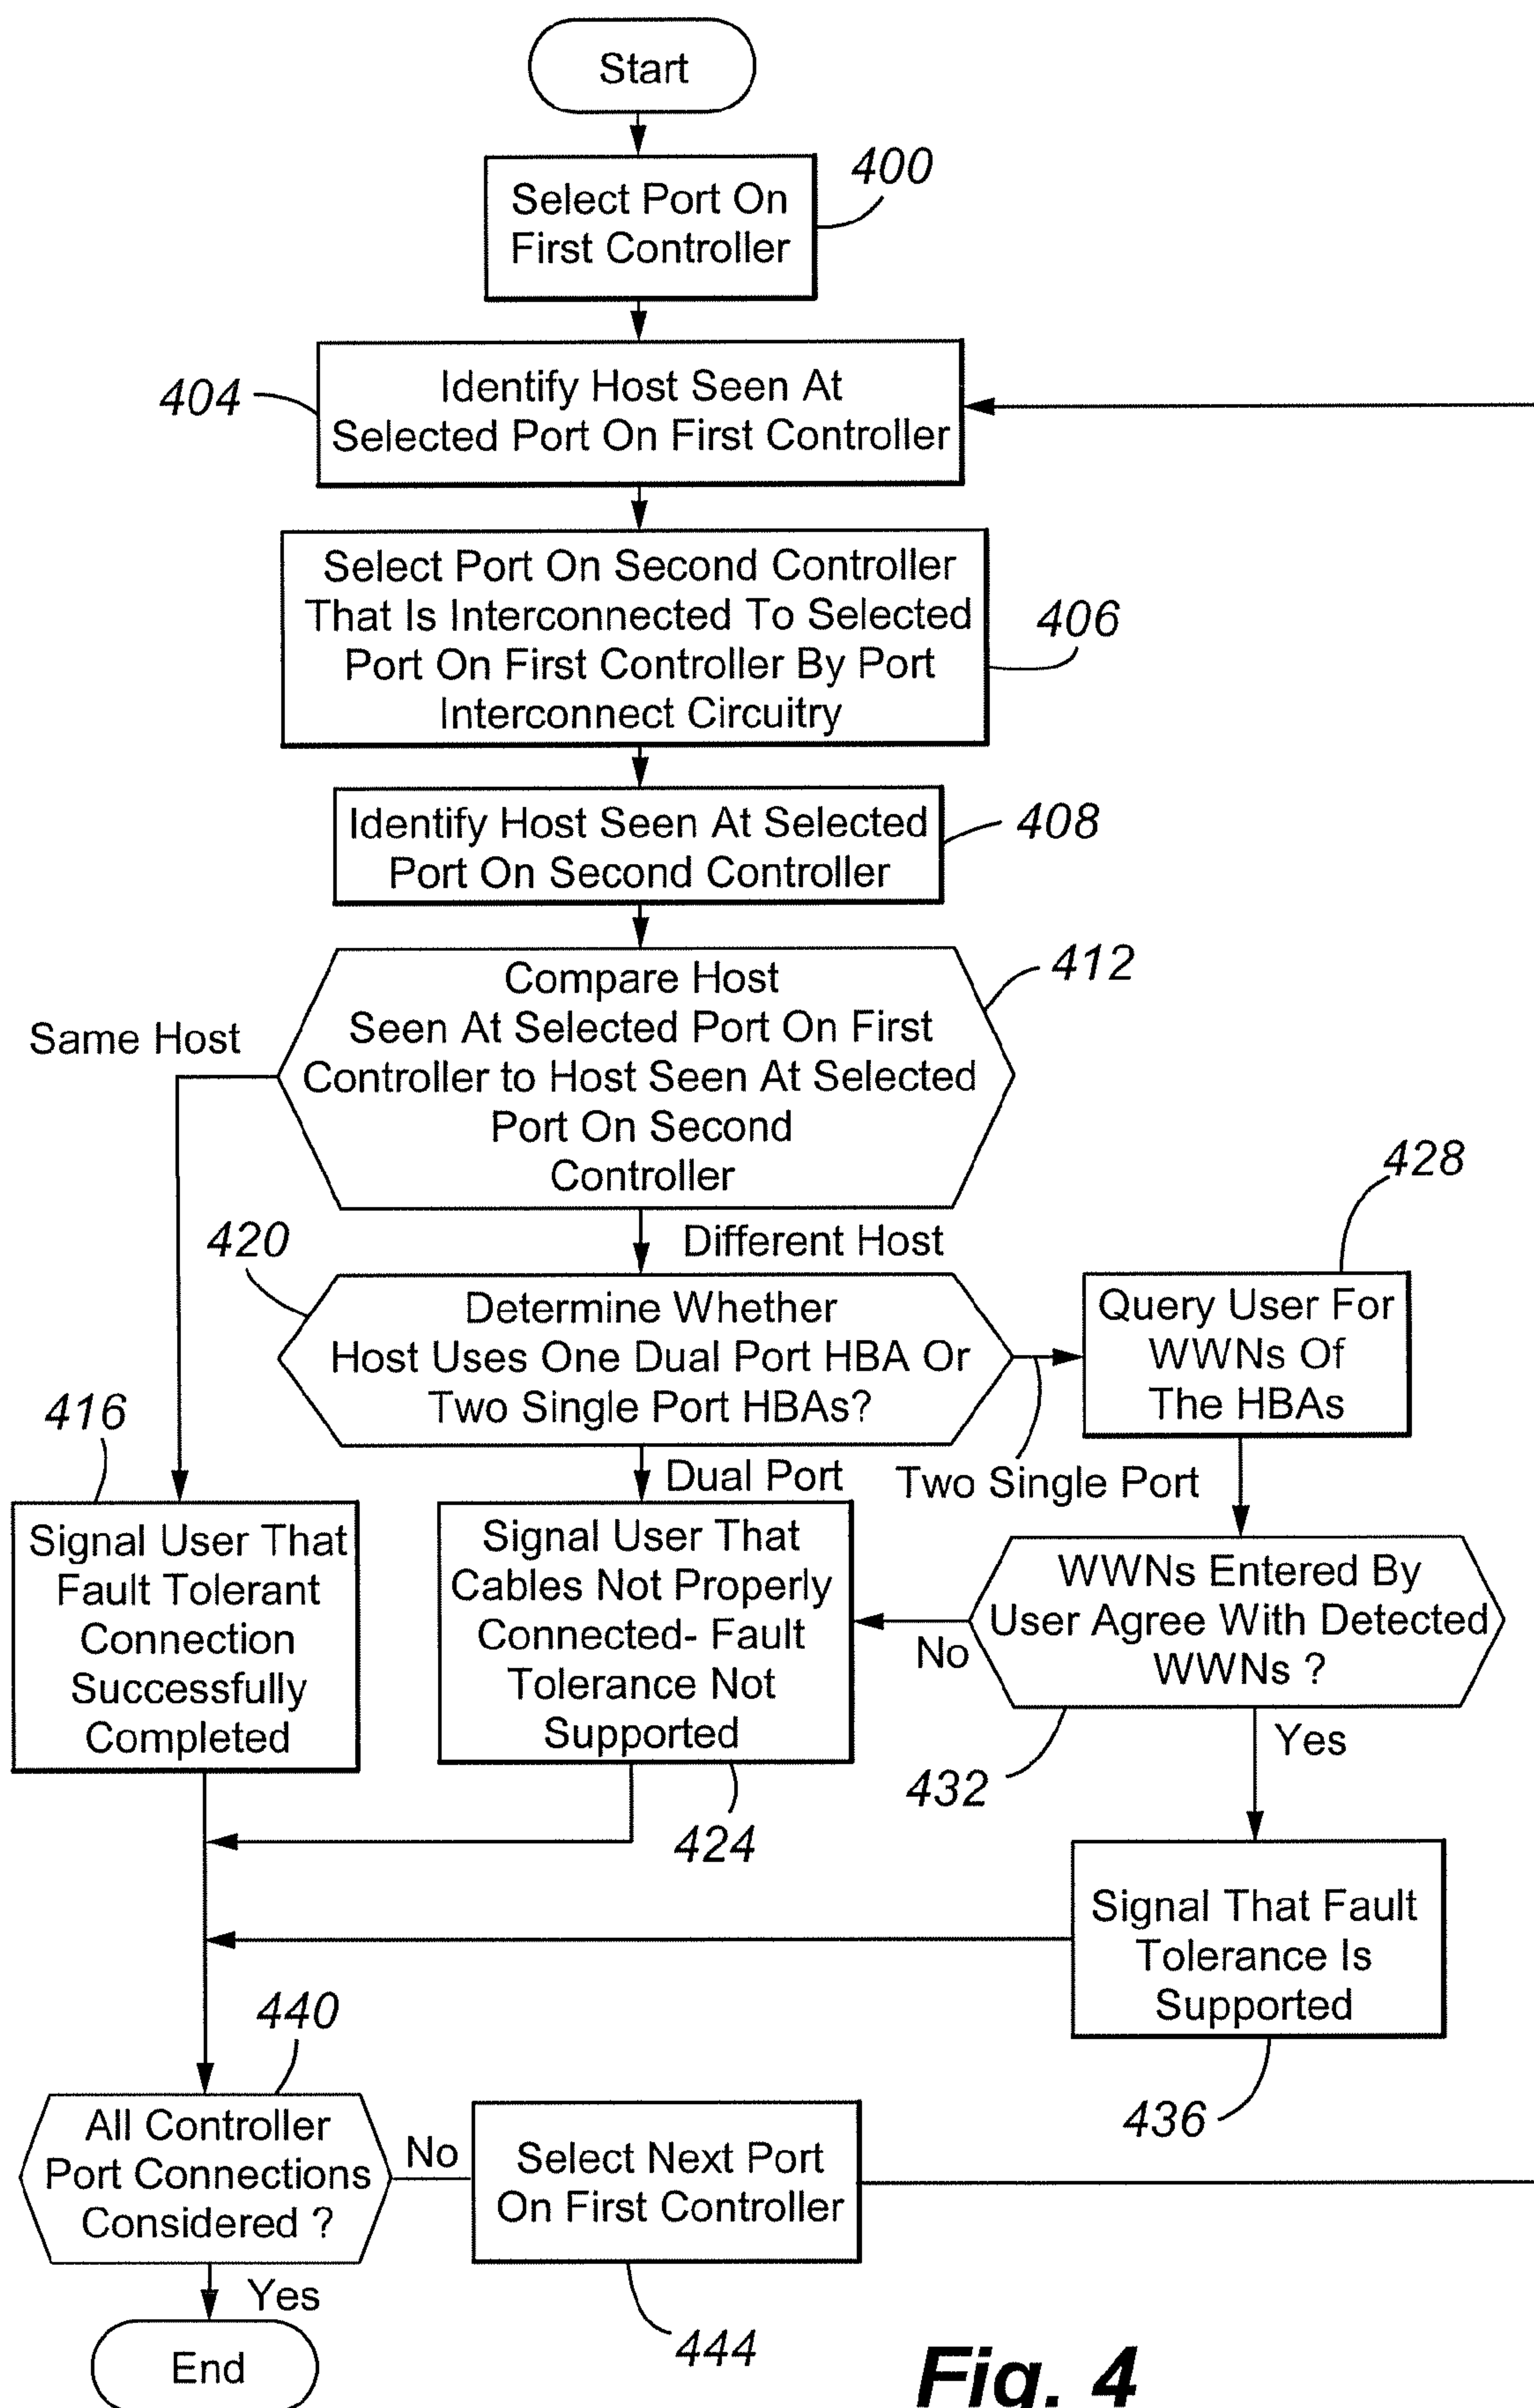 Start
400
Select Port On
First Controller
404
Identify Host Seen At
Selected Port On First Controller
Select Port On Second Controller
That Is Interconnected To Selected
Port On First Controller By Port
Interconnect Circuitry
406
Identify Host Seen At Selected
Port On Second Controller
408
Compare Host
Seen At Selected Port On First
Controller to Host Seen At Selected
Port On Second
Controller
412
Same Host
Different Host
420
Determine Whether
Host Uses One Dual Port HBA Or
Two Single Port HBAs?
428
Query User For
WWNs Of
The HBAs
Dual Port
Two Single Port
416
Signal User That
Fault Tolerant
Connection
Successfully
Completed
Signal User That
Cables Not Properly
Connected- Fault
Tolerance Not
Supported
424
WWNs Entered By
User Agree With Detected
WWNs ?
No
Yes
432
Signal That Fault
Tolerance Is
Supported
436
440
All Controller
Port Connections
Considered ?
No
Select Next Port
On First Controller
444
Yes
End
Fig. 4